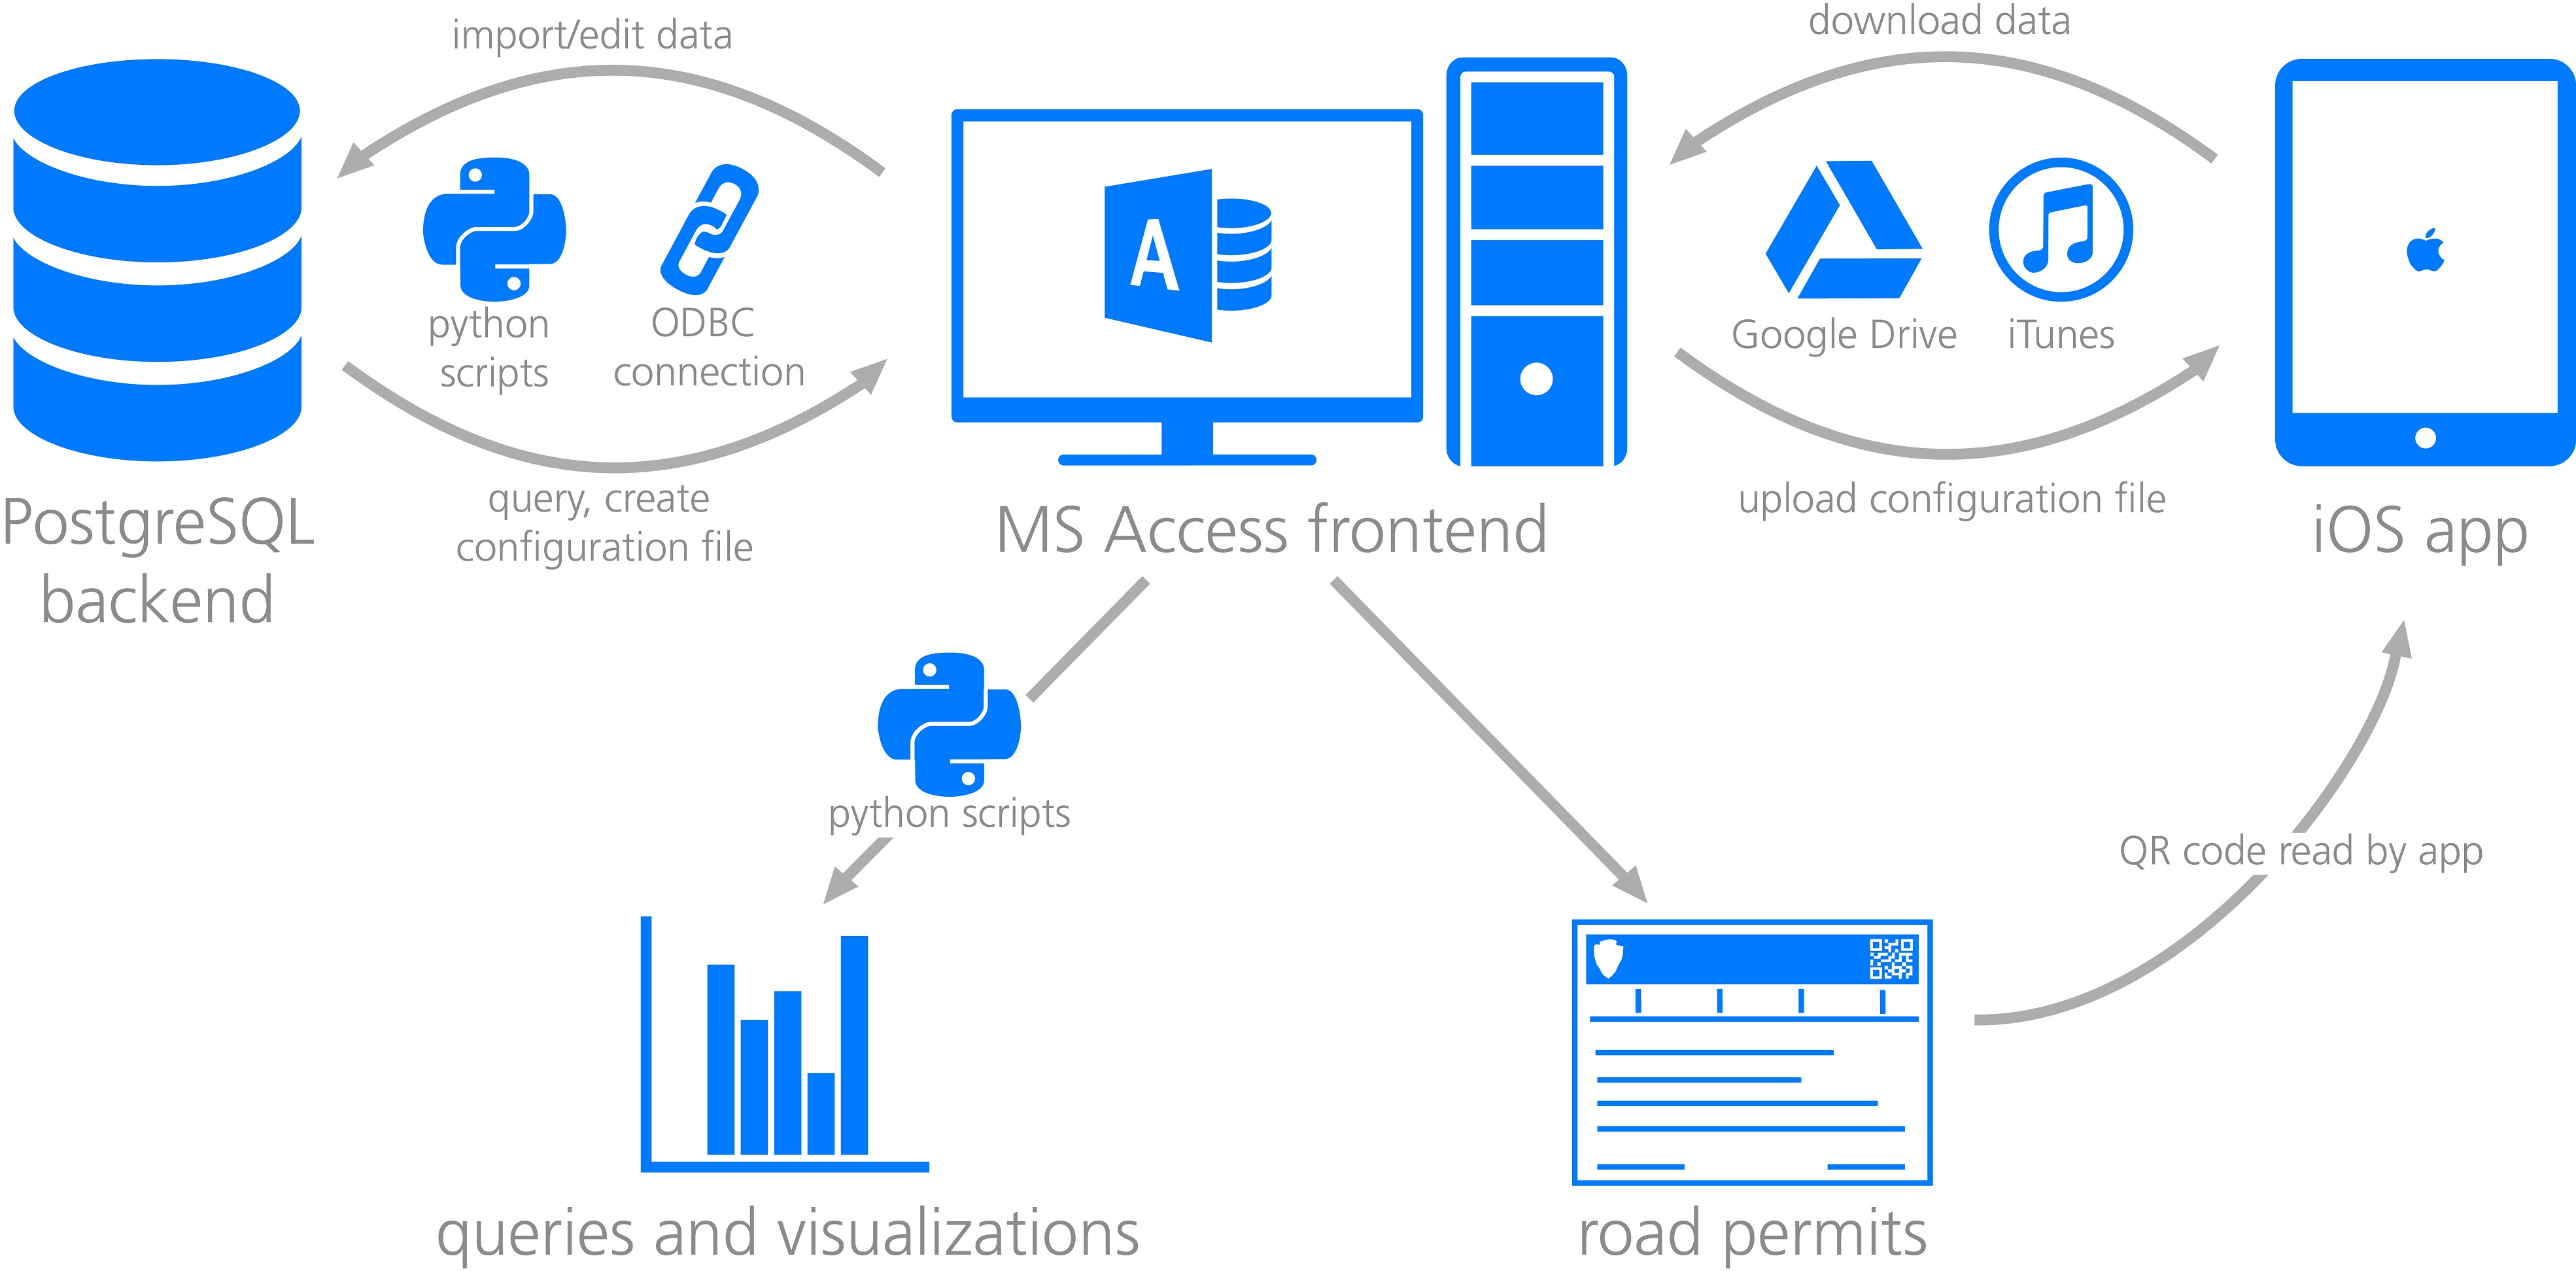 import/edit data
download data
python
scripts
ODBC
connection
A
Google Drive
iTunes
query, create
configuration file
upload configuration file
PostgreSQL
backend
MS Access frontend
iOS app
python scripts
QR code read by app
queries and visualizations
road permits